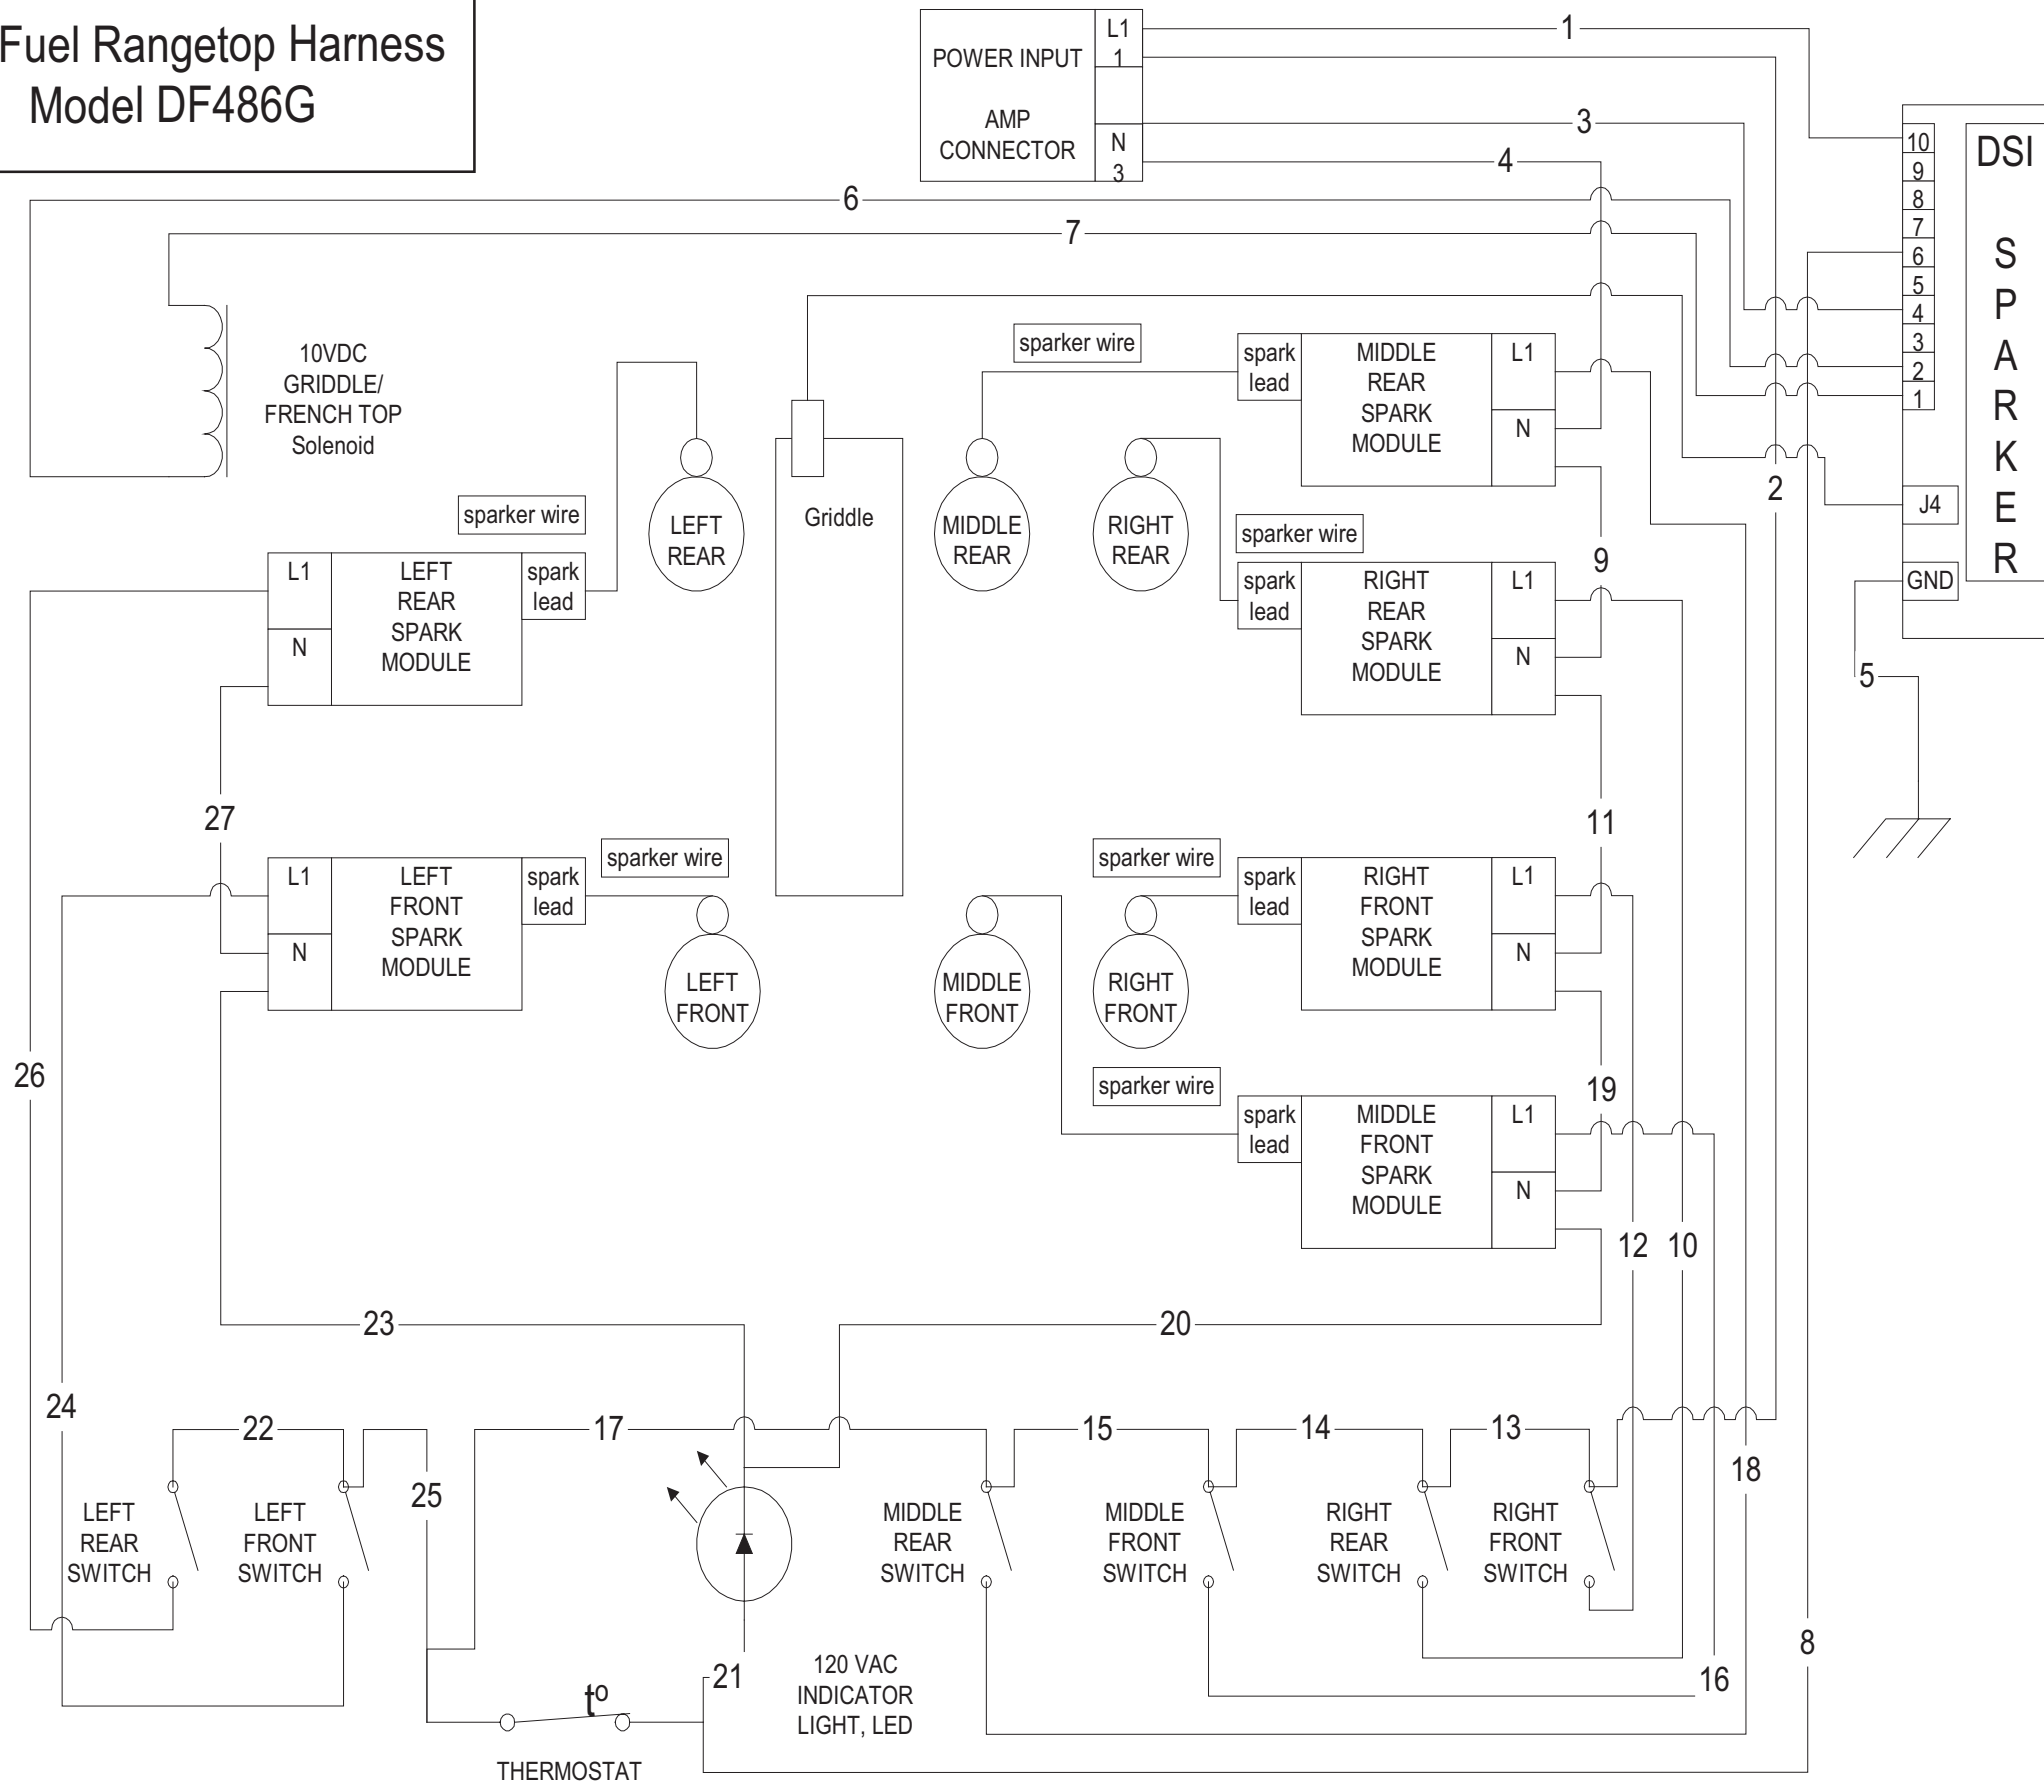 Fuel Rangetop Harness
Model DF486G
POWER INPUT
AMP
CONNECTOR
L1
1
N
3
1
2
3
4
6
7
DSI
SPARKER
10
9
8
7
6
5
4
3
2
1
J4
GND
5
10VDC
GRIDDLE/
FRENCH TOP
Solenoid
sparker wire
LEFT
REAR
Griddle
sparker wire
MIDDLE
REAR
RIGHT
REAR
spark
lead
MIDDLE
REAR
SPARK
MODULE
L1
N
sparker wire
9
L1
N
LEFT
REAR
SPARK
MODULE
spark
lead
spark
lead
RIGHT
REAR
SPARK
MODULE
L1
N
27
11
L1
N
LEFT
FRONT
SPARK
MODULE
spark
lead
sparker wire
LEFT
FRONT
MIDDLE
FRONT
sparker wire
RIGHT
FRONT
spark
lead
RIGHT
FRONT
SPARK
MODULE
L1
N
26
sparker wire
19
spark
lead
MIDDLE
FRONT
SPARK
MODULE
L1
N
12
10
23
20
24
22
17
15
14
13
18
25
LEFT
REAR
SWITCH
LEFT
FRONT
SWITCH
MIDDLE
REAR
SWITCH
MIDDLE
FRONT
SWITCH
RIGHT
REAR
SWITCH
RIGHT
FRONT
SWITCH
8
16
21
120 VAC
INDICATOR
LIGHT, LED
tº
THERMOSTAT